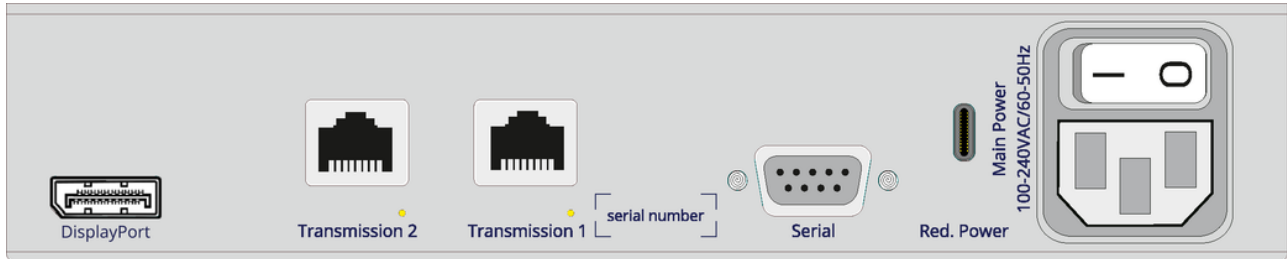 DisplayPort
Transmission 2
Transmission 1
serial number
Serial
Red. Power
Main Power
100-240VAC/60-50Hz